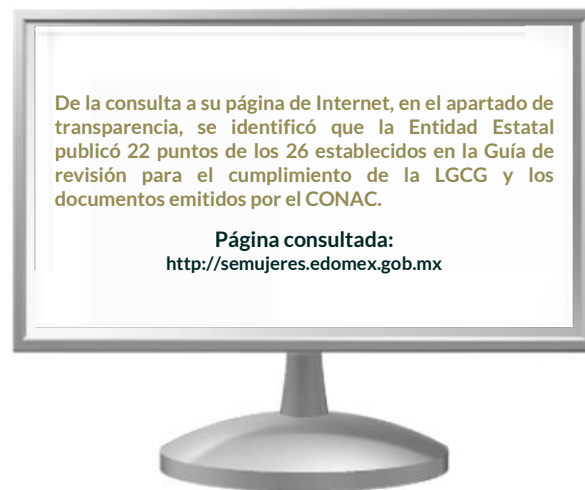 De la consulta a su página de Internet, en el apartado de
transparencia, se identificó que la Entidad Estatal
publicó 22 puntos de los 26 establecidos en la Guía de
revisión para el cumplimiento de la LGCG y los
documentos emitidos por el CONAC.
Página consultada:
http://semujeres.edomex.gob.mx